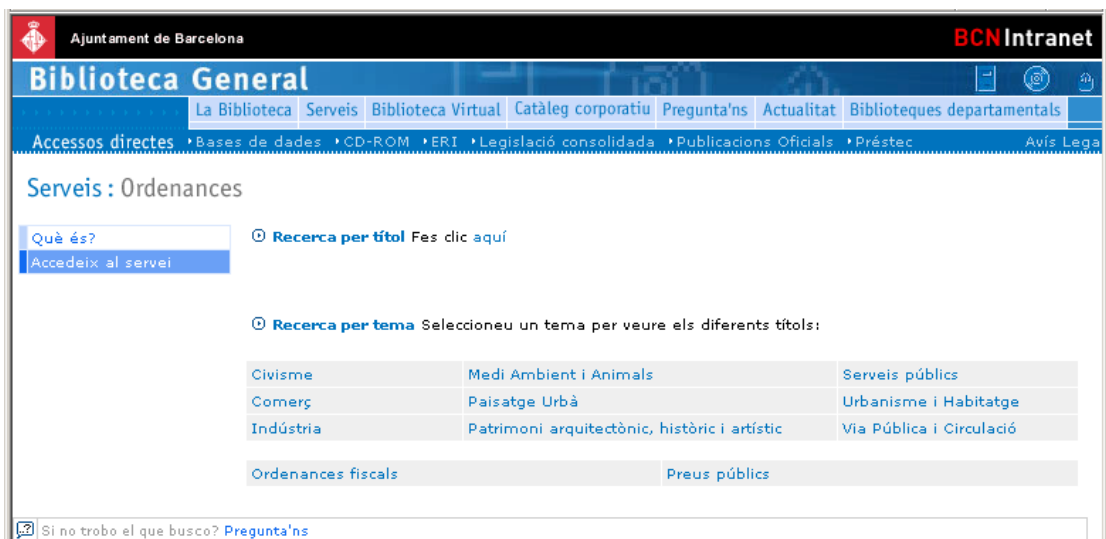 Ajuntament de Barcelona
BCN Intranet
Biblioteca General
La Biblioteca Serveis Biblioteca Virtual Catàleg corporatiu Pregunta'ns Actualitat Biblioteques departamentals
Accessos directes Bases de dades CD-ROM ERI Legislació consolidada Publicacions Oficials Préstec Avís Lega
Serveis : Ordenances
Què és?
Accedeix al servei
Recerca per títol Fes clic aquí
Recerca per tema Seleccioneu un tema per veure els diferents títols:
Civisme Medi Ambient i Animals Serveis públics
Comerç Paisatge Urbà Urbanisme i Habitatge
Indústria Patrimoni arquitectònic, històric i artístic Via Pública i Circulació
Ordenances fiscals Preus públics
Si no trobo el que busco? Pregunta'ns